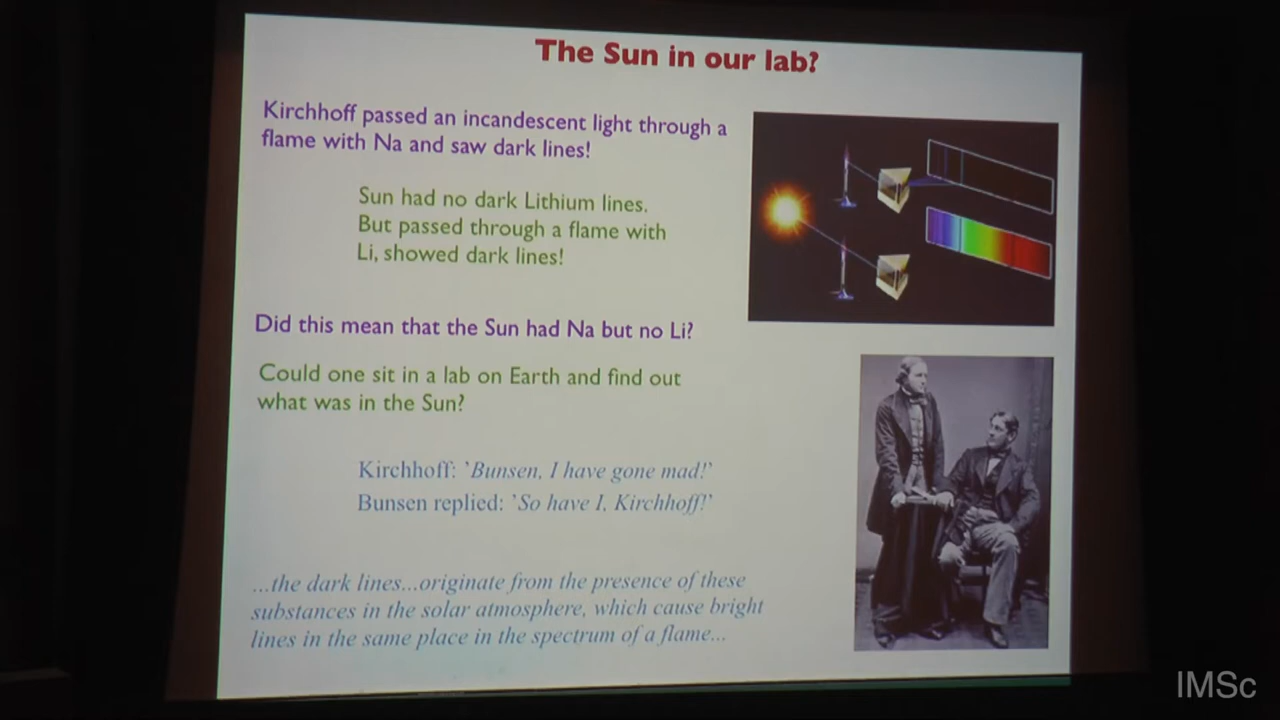 The Sun in our lab?
Kirchhoff passed an incandescent light through a
flame with Na and saw dark lines!
Sun had no dark Lithium lines.
But passed through a flame with
Li, showed dark lines!
Did this mean that the Sun had Na but no Li?
Could one sit in a lab on Earth and find out
what was in the Sun?
Kirchhoff: 'Bunsen, I have gone mad!'
Bunsen replied: 'So have I, Kirchhoff!'
...the dark lines...originate from the presence of these
substances in the solar atmosphere, which cause bright
lines in the same place in the spectrum of a flame...
IMSc